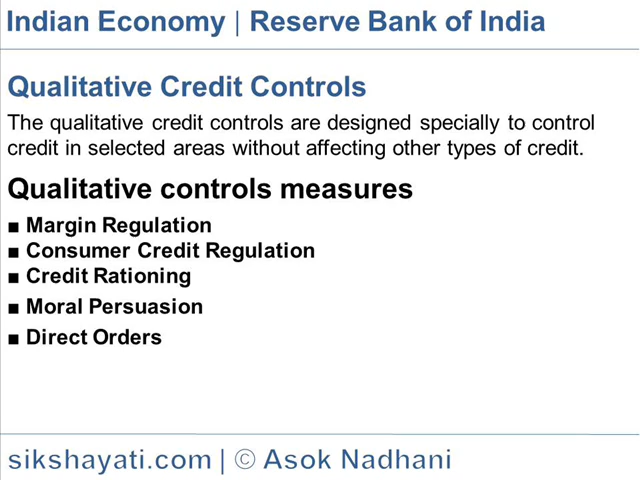 Indian Economy | Reserve Bank of India
Qualitative Credit Controls
The qualitative credit controls are designed specially to control
credit in selected areas without affecting other types of credit.
Qualitative controls measures
■ Margin Regulation
■ Consumer Credit Regulation
■ Credit Rationing
■ Moral Persuasion
■ Direct Orders
sikshayati.com | © Asok Nadhani